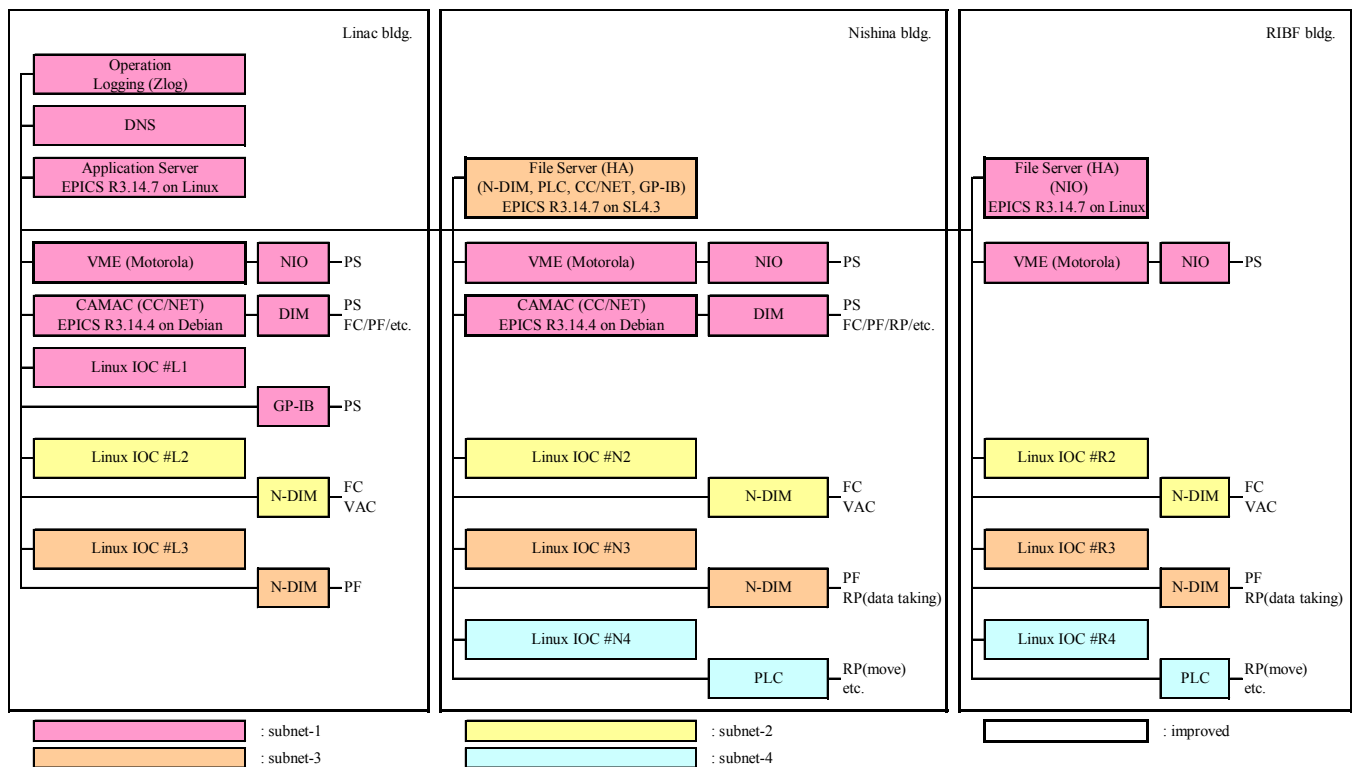 Linac bldg.
Operation
Logging (Zlog)
DNS
Application Server
EPICS R3.14.7 on Linux
VME (Motorola)
NIO
PS
CAMAC (CC/NET)
EPICS R3.14.4 on Debian
DIM
PS
FC/PF/etc.
Linux IOC #L1
GP-IB
PS
Linux IOC #L2
N-DIM
FC
VAC
Linux IOC #L3
N-DIM
PF
Nishina bldg.
File Server (HA)
(N-DIM, PLC, CC/NET, GP-IB)
EPICS R3.14.7 on SL4.3
VME (Motorola)
NIO
PS
CAMAC (CC/NET)
EPICS R3.14.4 on Debian
DIM
PS
FC/PF/RP/etc.
Linux IOC #N2
N-DIM
FC
VAC
Linux IOC #N3
N-DIM
PF
RP(data taking)
Linux IOC #N4
PLC
RP(move)
etc.
RIBF bldg.
File Server (HA)
(NIO)
EPICS R3.14.7 on Linux
VME (Motorola)
NIO
PS
Linux IOC #R2
N-DIM
FC
VAC
Linux IOC #R3
N-DIM
PF
RP(data taking)
Linux IOC #R4
PLC
RP(move)
etc.
: subnet-1
: subnet-2
: improved
: subnet-3
: subnet-4